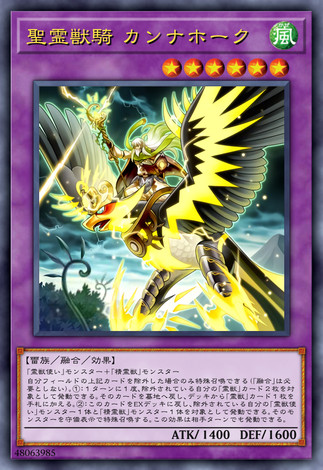 聖霊獣騎 カンナホーク
風
【雷族/融合/効果】
「霊獣使い」モンスター+「精霊獣」モンスター
自分フィールドの上記カードを除外した場合のみ特殊召喚できる(「融合」は必
要としない)。①:1ターンに1度、除外されている自分の「霊獣」カード2枚を対
象として発動できる。そのカードを墓地へ戻し、デッキから「霊獣」カード1枚を
手札に加える。②:このカードをEXデッキに戻し、除外されている自分の「霊獣使
い」モンスター1体と「精霊獣」モンスター1体を対象として発動できる。そのモ
ンスターを守備表示で特殊召喚する。この効果は相手ターンでも発動できる。
ATK/ 1400 DEF/1600
48063985